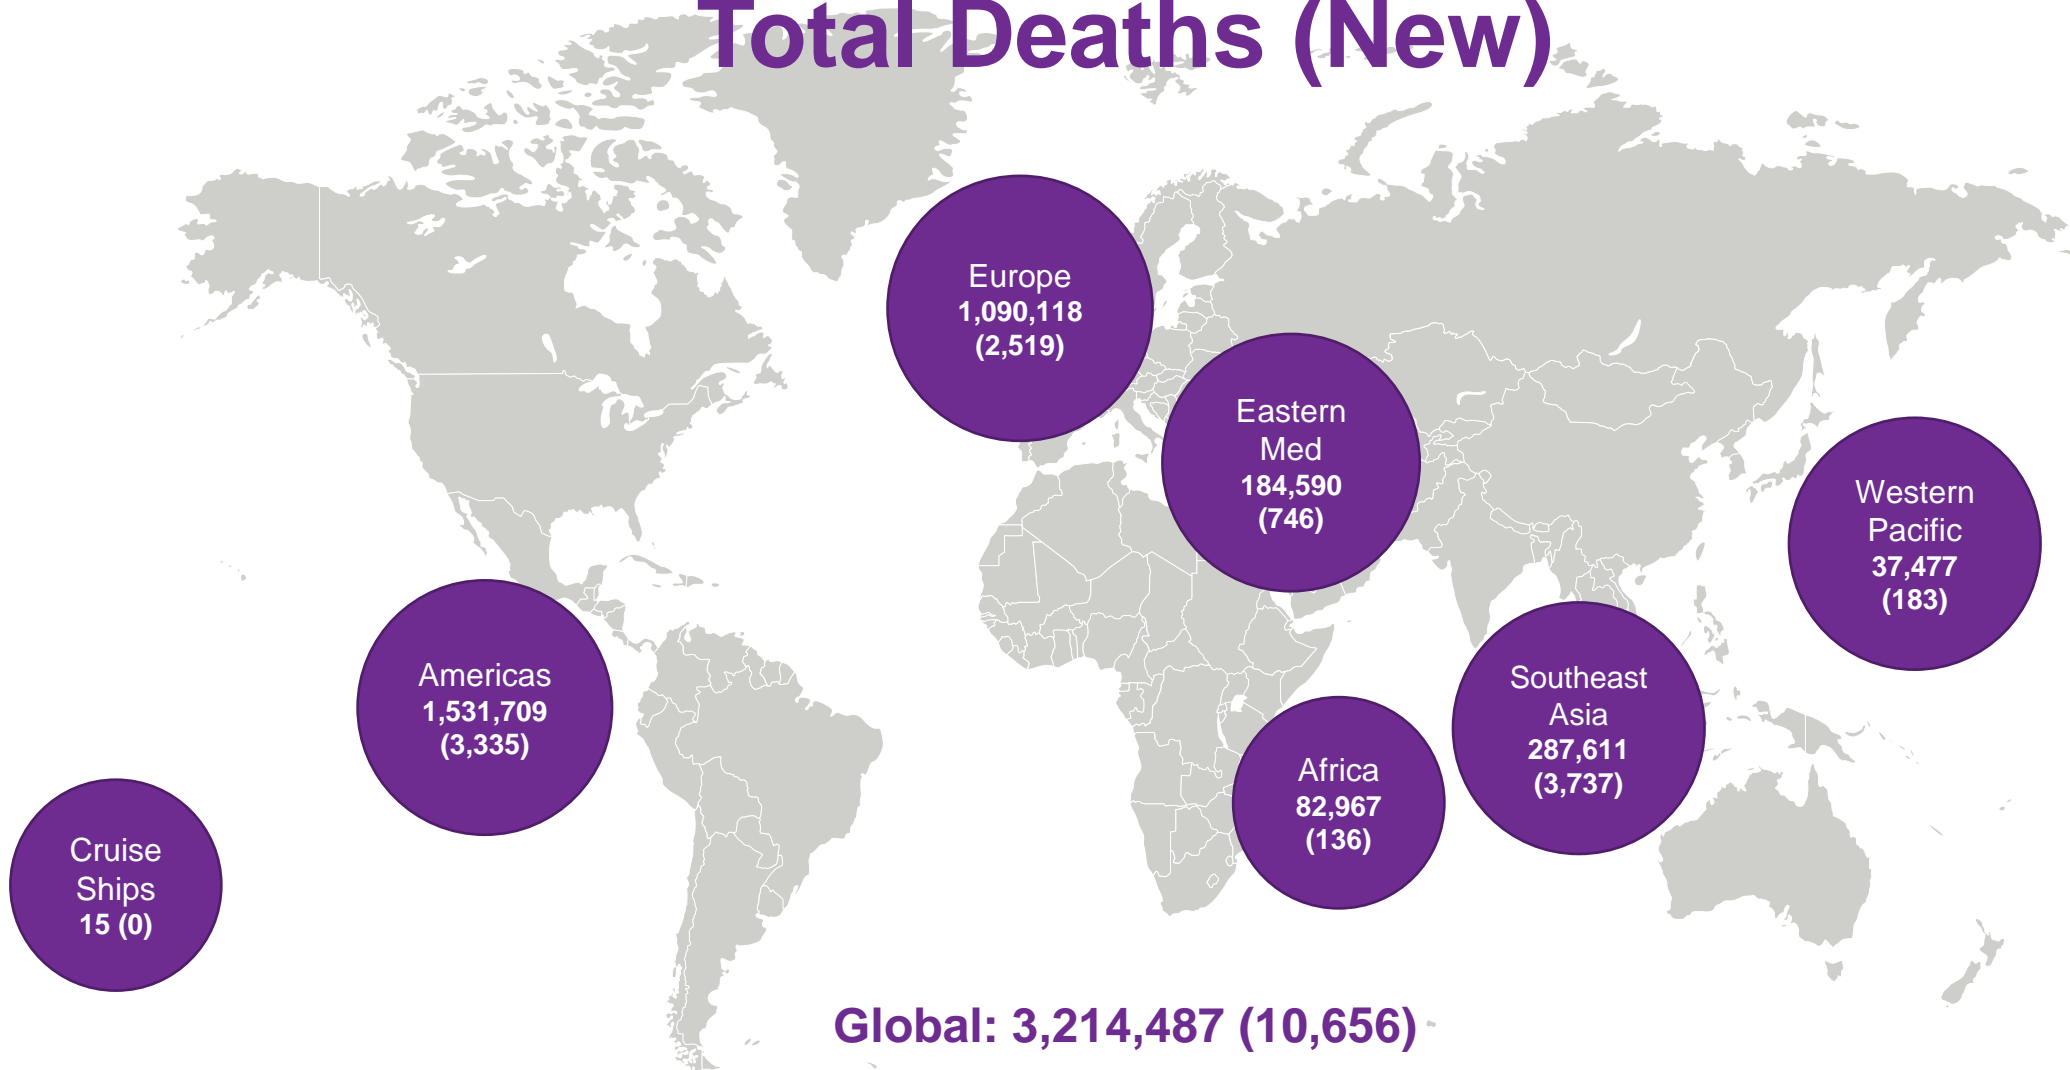 Total Deaths (New)
Europe
1,090,118
(2,519)
Eastern
Med
184,590
(746)
Western
Pacific
37,477
(183)
Americas
1,531,709
(3,335)
Southeast
Asia
287,611
(3,737)
Africa
82,967
(136)
Cruise
Ships
15 (0)
Global: 3,214,487 (10,656)